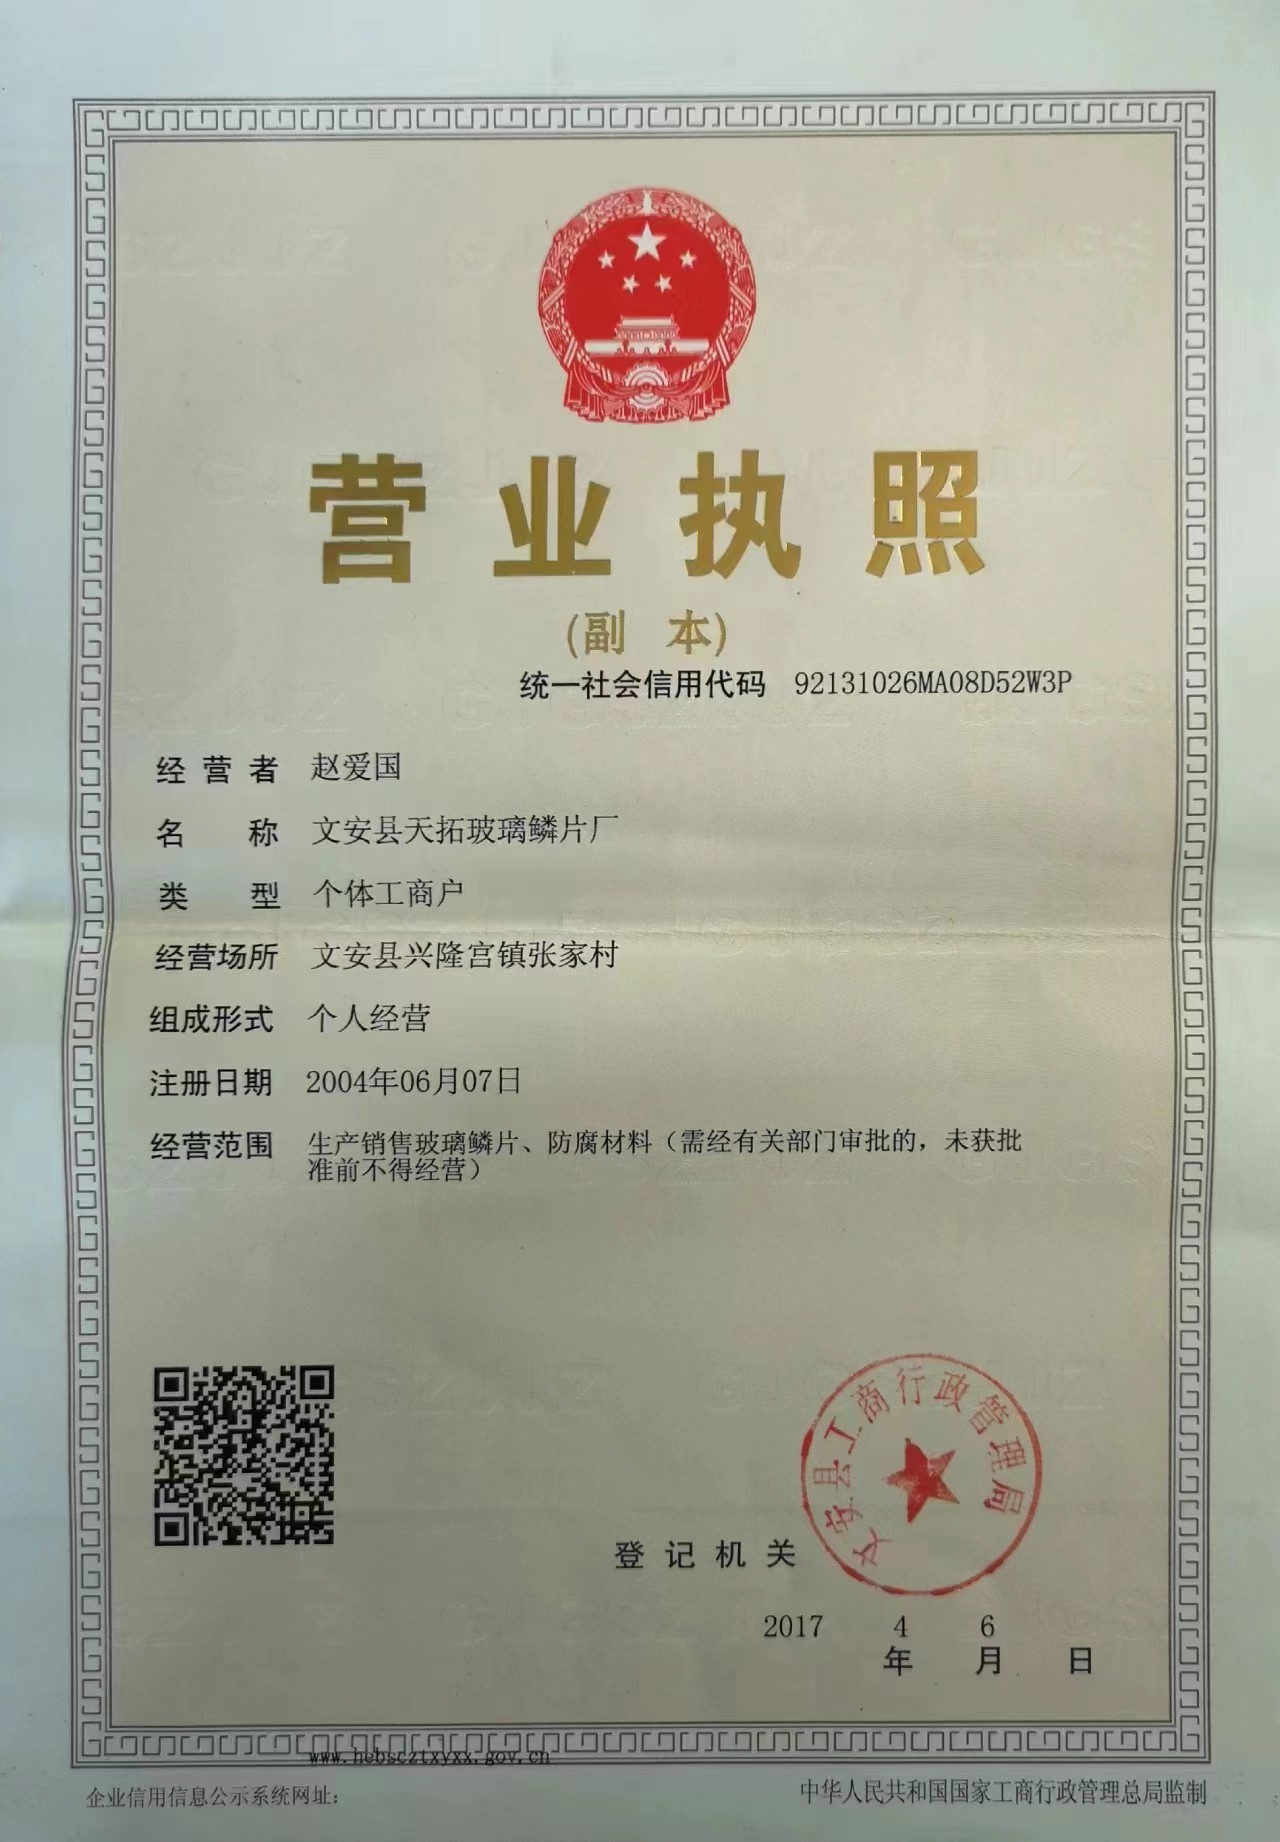 营业执照
(副 本)
统一社会信用代码 92131026MA08D52W3P
经营者 赵爱国
名称 文安县天拓玻璃鳞片厂
类型 个体工商户
经营场所 文安县兴隆宫镇张家村
组成形式 个人经营
注册日期 2004年06月07日
经营范围 生产销售玻璃鳞片、防腐材料（需经有关部门审批的，未获批
准前不得经营）
文安县工商行政管理局
登记机关
2017 4 6
年 月 日
www.hebscztxyxx.gov.cn
企业信用信息公示系统网址：
中华人民共和国国家工商行政管理总局监制